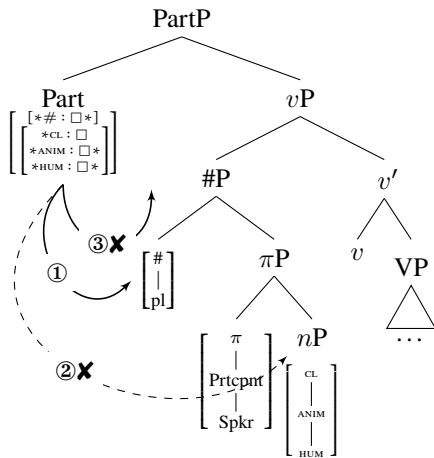 PartP
Part vP
[*#: □*]
*CL: □
*ANIM: □*
*HUM: □*
#P v′
③✘
① # πP v VP
pl
②✘ π nP ...
Prtcpnt CL
Spkr ANIM
HUM